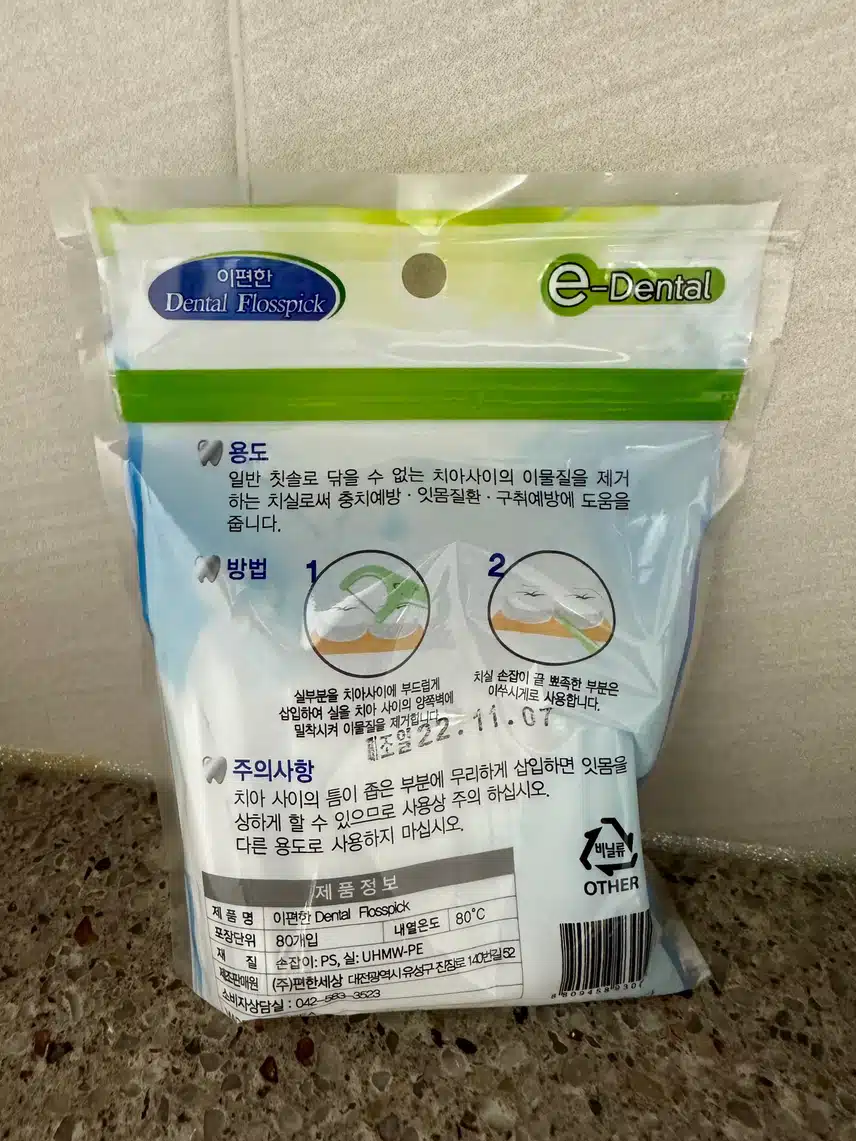 이편한
Dental Flosspick
e-Dental
용도
일반 칫솔로 닦을 수 없는 치아사이의 이물질을 제거
하는 치실로써 충치예방 · 잇몸질환 · 구취예방에 도움을
줍니다.
방법
1
2
실부분을 치아사이에 부드럽게
삽입하여 실을 치아 사이의 양쪽벽에
밀착시켜 이물질을 제거합니다.
치실 손잡이 끝 뾰족한 부분은
이쑤시게로 사용합니다.
제조일22.11.07
주의사항
치아 사이의 틈이 좁은 부분에 무리하게 삽입하면 잇몸을
상하게 할 수 있으므로 사용상 주의 하십시오.
다른 용도로 사용하지 마십시오.
비닐류
OTHER
제품정보
제 품 명 이편한 Dental Flosspick
포장단위 80개입 내열온도 80°C
재 질 손잡이: PS, 실: UHMW-PE
제조판매원 (주)편한세상 대전광역시 유성구 진장로 140번길 52
소비자상담실 : 042-583-3523